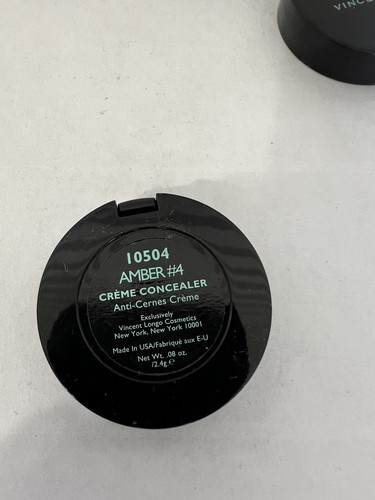 VINCE
10504
AMBER #4
CRÈME CONCEALER
Anti-Cernes Crème
Exclusively
Vincent Longo Cosmetics
New York, New York 10001
Made In USA/Fabriqué aux E-U
Net Wt. .08 oz.
/2.4g ℮